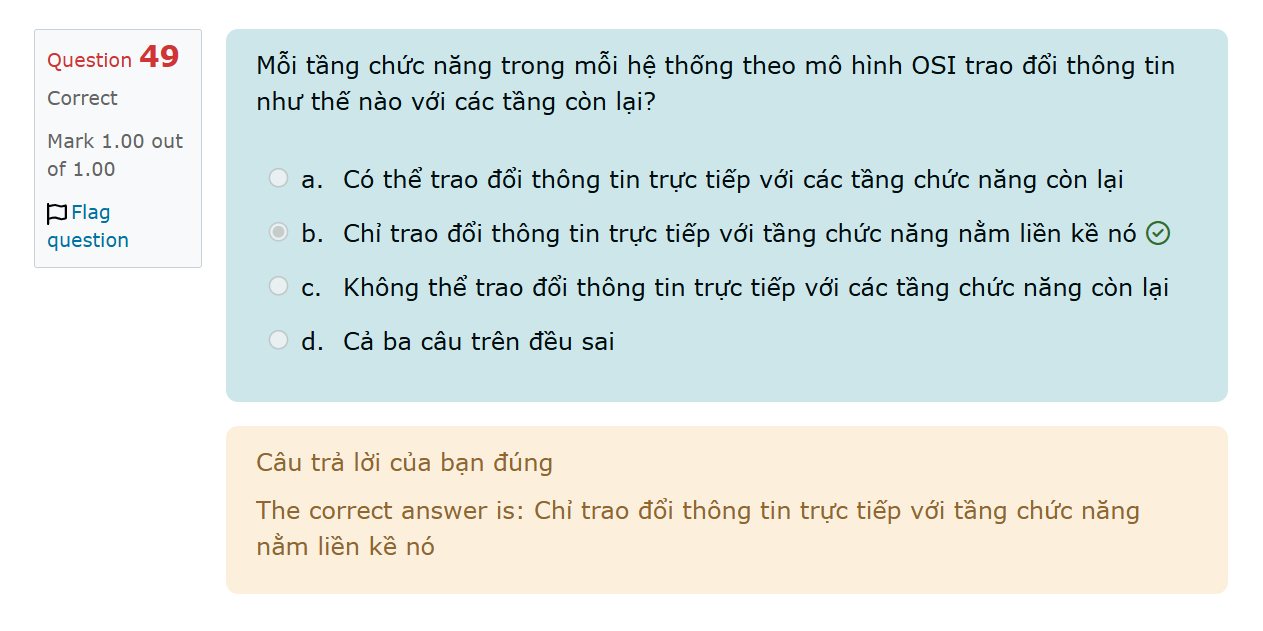 Question 49
Correct
Mark 1.00 out
of 1.00
Flag
question
Mỗi tầng chức năng trong mỗi hệ thống theo mô hình OSI trao đổi thông tin
như thế nào với các tầng còn lại?
a. Có thể trao đổi thông tin trực tiếp với các tầng chức năng còn lại
b. Chỉ trao đổi thông tin trực tiếp với tầng chức năng nằm liền kề nó
c. Không thể trao đổi thông tin trực tiếp với các tầng chức năng còn lại
d. Cả ba câu trên đều sai
Câu trả lời của bạn đúng
The correct answer is: Chỉ trao đổi thông tin trực tiếp với tầng chức năng
nằm liền kề nó